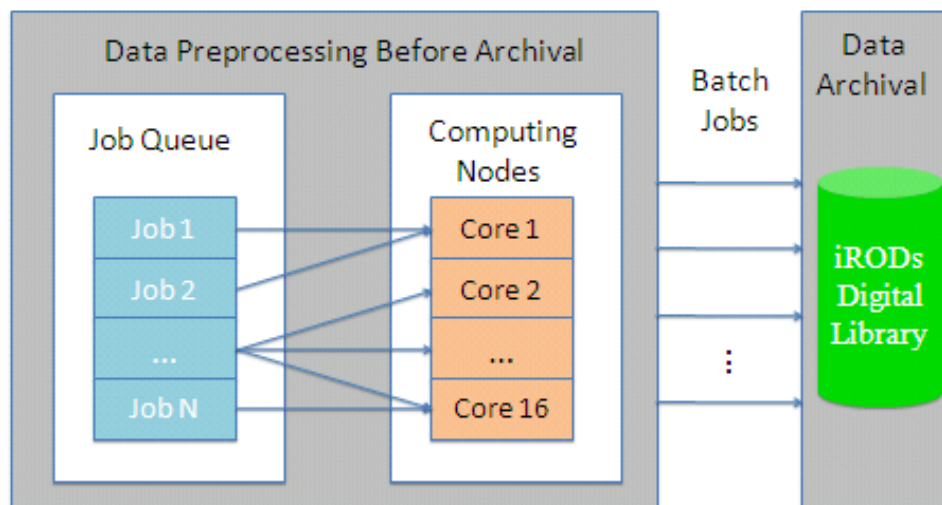 Data Preprocessing Before Archival
Job Queue
Job 1
Job 2
...
Job N
Computing
Nodes
Core 1
Core 2
...
Core 16
Batch
Jobs
...
Data
Archival
iRODs
Digital
Library